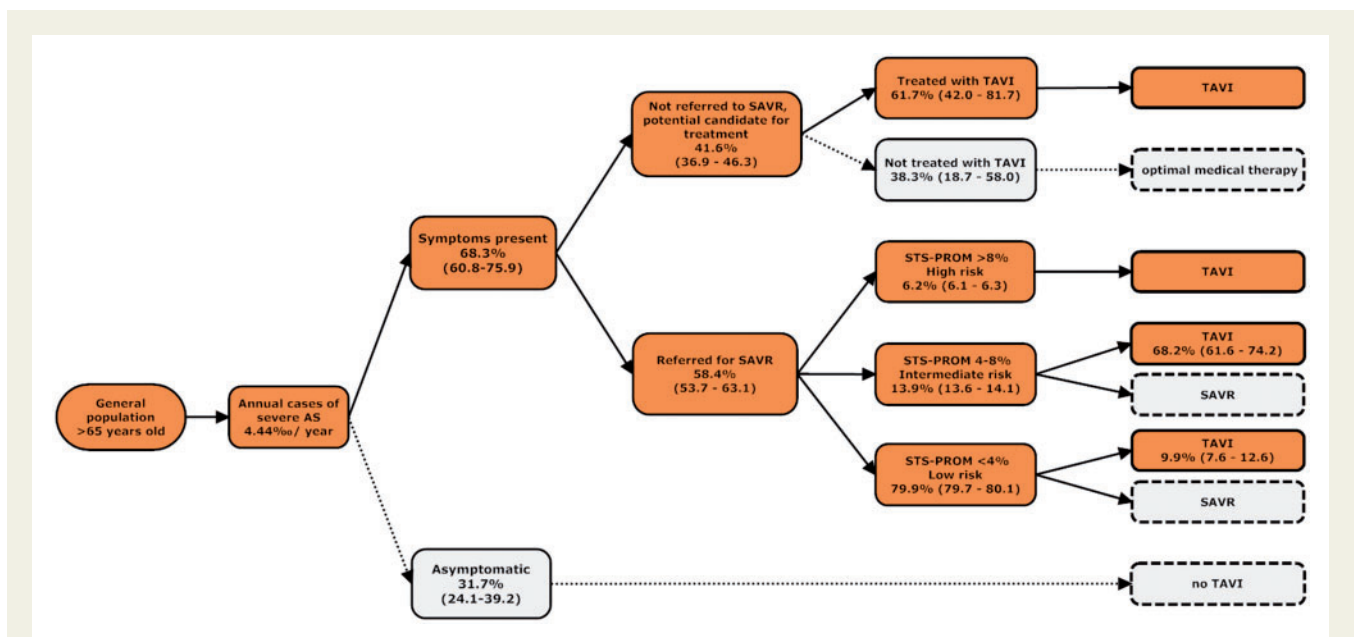 General
population
>65 years old
Annual cases of
severe AS
4.44‰/ year
Symptoms present
68.3%
(60.8-75.9)
Asymptomatic
31.7%
(24.1-39.2)
Not referred to SAVR,
potential candidate for
treatment
41.6%
(36.9 - 46.3)
Referred for SAVR
58.4%
(53.7 - 63.1)
Treated with TAVI
61.7% (42.0 - 81.7)
Not treated with TAVI
38.3% (18.7 - 58.0)
STS-PROM >8%
High risk
6.2% (6.1 - 6.3)
STS-PROM 4-8%
Intermediate risk
13.9% (13.6 - 14.1)
STS-PROM <4%
Low risk
79.9% (79.7 - 80.1)
TAVI
optimal medical therapy
TAVI
TAVI
68.2% (61.6 - 74.2)
SAVR
TAVI
9.9% (7.6 - 12.6)
SAVR
no TAVI